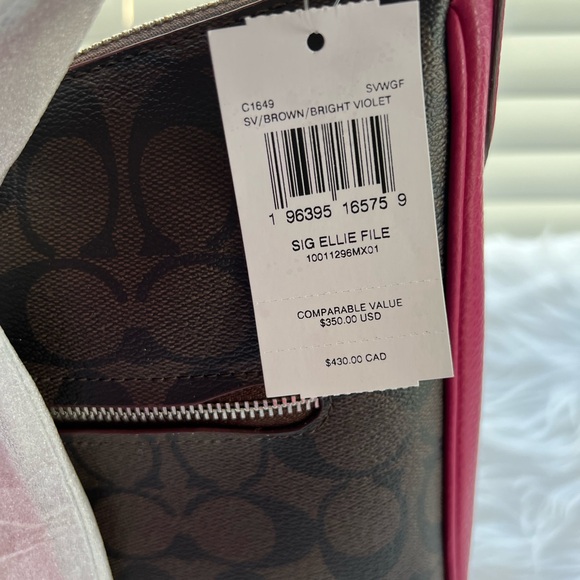 C1649 SVWGF
SV/BROWN/BRIGHT VIOLET
1 96395 16575 9
SIG ELLIE FILE
10011296MX01
COMPARABLE VALUE
$350.00 USD
$430.00 CAD